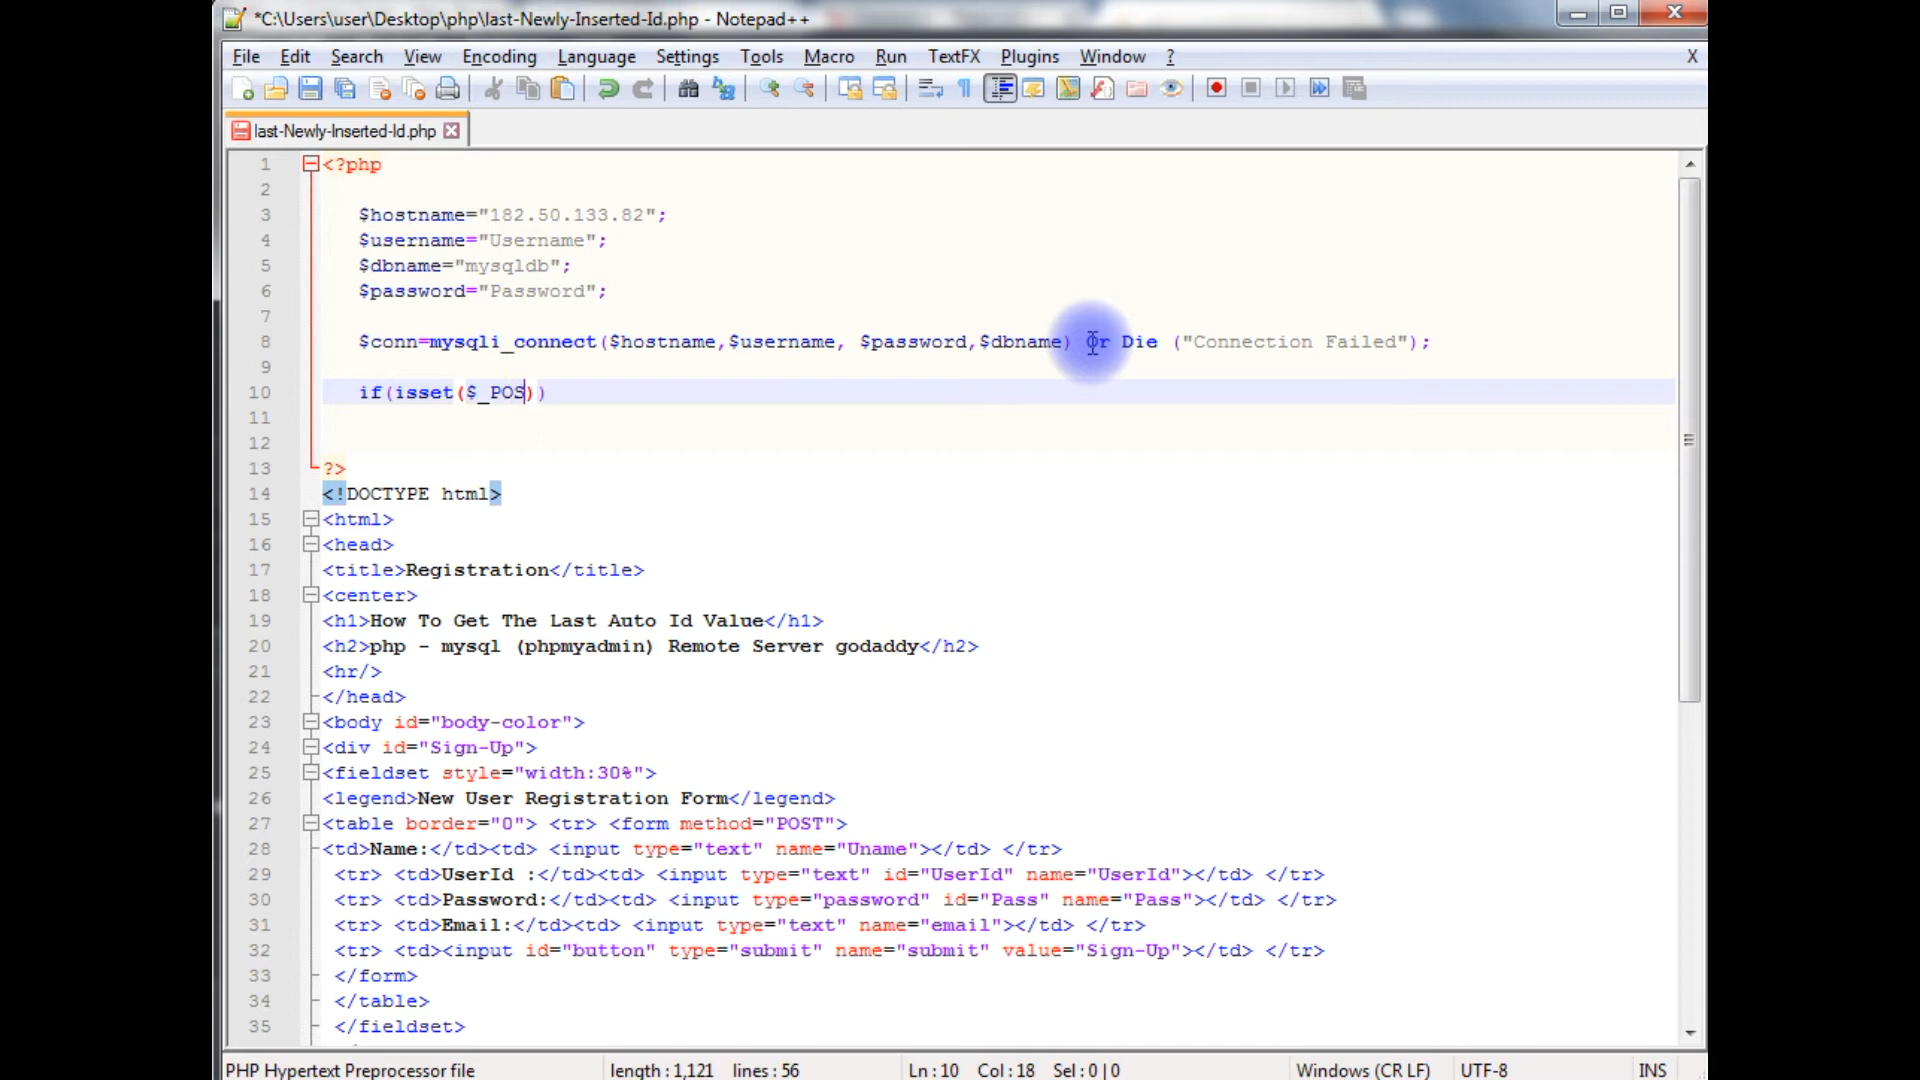 *C:\Users\user\Desktop\php\last-Newly-Inserted-Id.php - Notepad++
File Edit Search View Encoding Language Settings Tools Macro Run TextFX Plugins Window ? X
last-Newly-Inserted-Id.php
1 <?php
2
3 $hostname="182.50.133.82";
4 $username="Username";
5 $dbname="mysqldb";
6 $password="Password";
7
8 $conn=mysqli_connect($hostname,$username, $password,$dbname) Or Die ("Connection Failed");
9
10 if(isset($_POS))
11
12
13 ?>
14 <!DOCTYPE html>
15 <html>
16 <head>
17 <title>Registration</title>
18 <center>
19 <h1>How To Get The Last Auto Id Value</h1>
20 <h2>php - mysql (phpmyadmin) Remote Server godaddy</h2>
21 <hr/>
22 </head>
23 <body id="body-color">
24 <div id="Sign-Up">
25 <fieldset style="width:30%">
26 <legend>New User Registration Form</legend>
27 <table border="0"> <tr> <form method="POST">
28 <td>Name:</td><td> <input type="text" name="Uname"></td> </tr>
29 <tr> <td>UserId :</td><td> <input type="text" id="UserId" name="UserId"></td> </tr>
30 <tr> <td>Password:</td><td> <input type="password" id="Pass" name="Pass"></td> </tr>
31 <tr> <td>Email:</td><td> <input type="text" name="email"></td> </tr>
32 <tr> <td><input id="button" type="submit" name="submit" value="Sign-Up"></td> </tr>
33 </form>
34 </table>
35 </fieldset>
PHP Hypertext Preprocessor file length : 1,121 lines : 56 Ln : 10 Col : 18 Sel : 0 | 0 Windows (CR LF) UTF-8 INS